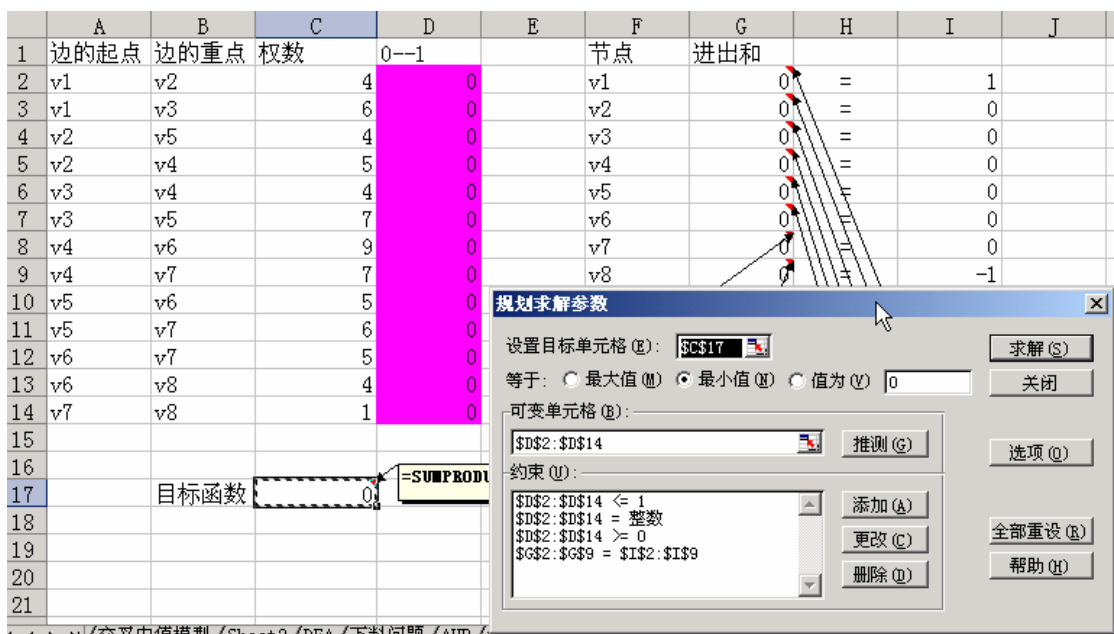 A B C D E F G H I J
1 边的起点 边的重点 权数 0--1 节点 进出和
2 v1 v2 4 0 v1 0 = 1
3 v1 v3 6 0 v2 0 = 0
4 v2 v5 4 0 v3 0 = 0
5 v2 v4 5 0 v4 0 = 0
6 v3 v4 4 0 v5 0 = 0
7 v3 v5 7 0 v6 0 = 0
8 v4 v6 9 0 v7 0 = 0
9 v4 v7 7 0 v8 0 = -1
10 v5 v6 5 0
11 v5 v7 6 0
12 v6 v7 5 0
13 v6 v8 4 0
14 v7 v8 1 0
15
16
17 目标函数 0
18
19
20
21
=SUMPRODU
规划求解参数
设置目标单元格(E): $C$17 求解(S)
等于: 最大值(M) 最小值(N) 值为(V) 0 关闭
可变单元格(B):
$D$2:$D$14 推测(G) 选项(O)
约束(U):
$D$2:$D$14 <= 1 添加(A)
$D$2:$D$14 = 整数
$D$2:$D$14 >= 0 更改(C) 全部重设(R)
$G$2:$G$9 = $I$2:$I$9
删除(D) 帮助(H)